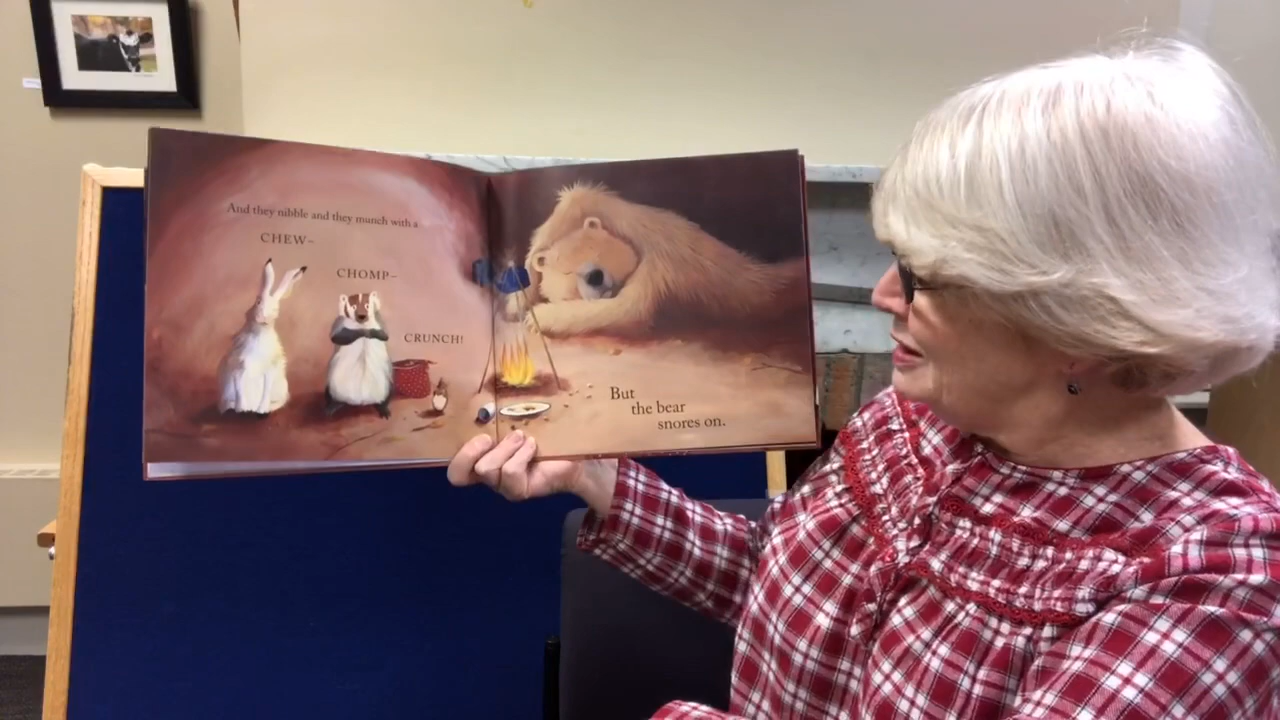 And they nibble and they munch with a
CHEW–
CHOMP–
CRUNCH!
But
the bear
snores on.